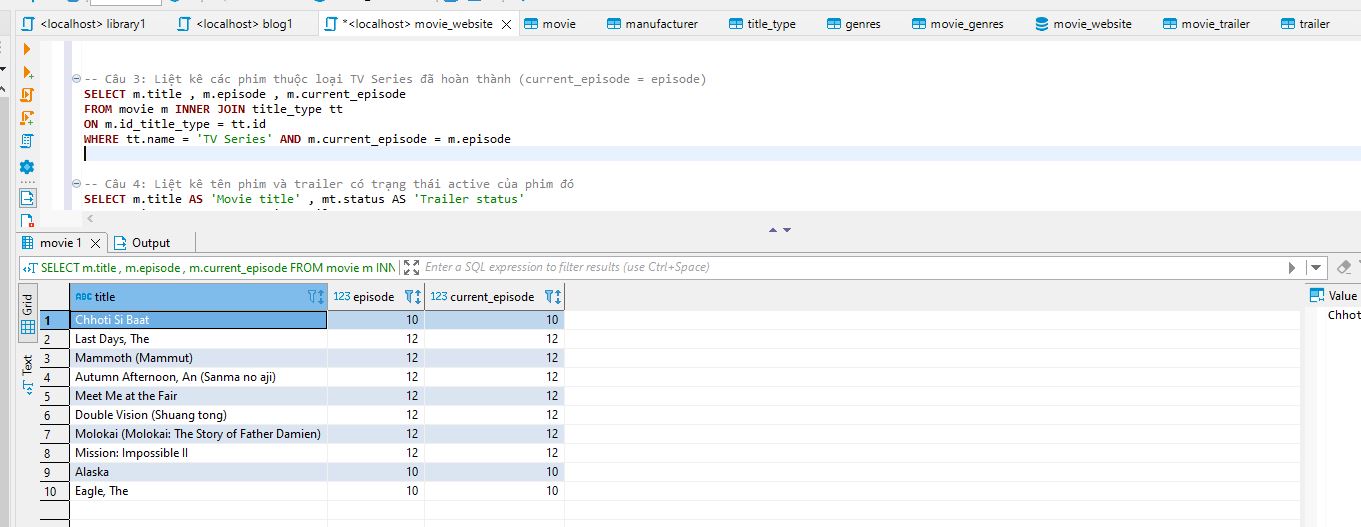 <localhost> library1 <localhost> blog1 *<localhost> movie_website movie manufacturer title_type genres movie_genres movie_website movie_trailer trailer
-- Câu 3: Liệt kê các phim thuộc loại TV Series đã hoàn thành (current_episode = episode)
SELECT m.title , m.episode , m.current_episode
FROM movie m INNER JOIN title_type tt
ON m.id_title_type = tt.id
WHERE tt.name = 'TV Series' AND m.current_episode = m.episode
-- Câu 4: Liệt kê tên phim và trailer có trạng thái active của phim đó
SELECT m.title AS 'Movie title' , mt.status AS 'Trailer status'
movie 1 Output
SELECT m.title , m.episode , m.current_episode FROM movie m INN Enter a SQL expression to filter results (use Ctrl+Space)
Grid
Text
ABC title 123 episode 123 current_episode Value
1 Chhoti Si Baat 10 10 Chhot
2 Last Days, The 12 12
3 Mammoth (Mammut) 12 12
4 Autumn Afternoon, An (Sanma no aji) 12 12
5 Meet Me at the Fair 12 12
6 Double Vision (Shuang tong) 12 12
7 Molokai (Molokai: The Story of Father Damien) 12 12
8 Mission: Impossible II 12 12
9 Alaska 10 10
10 Eagle, The 10 10